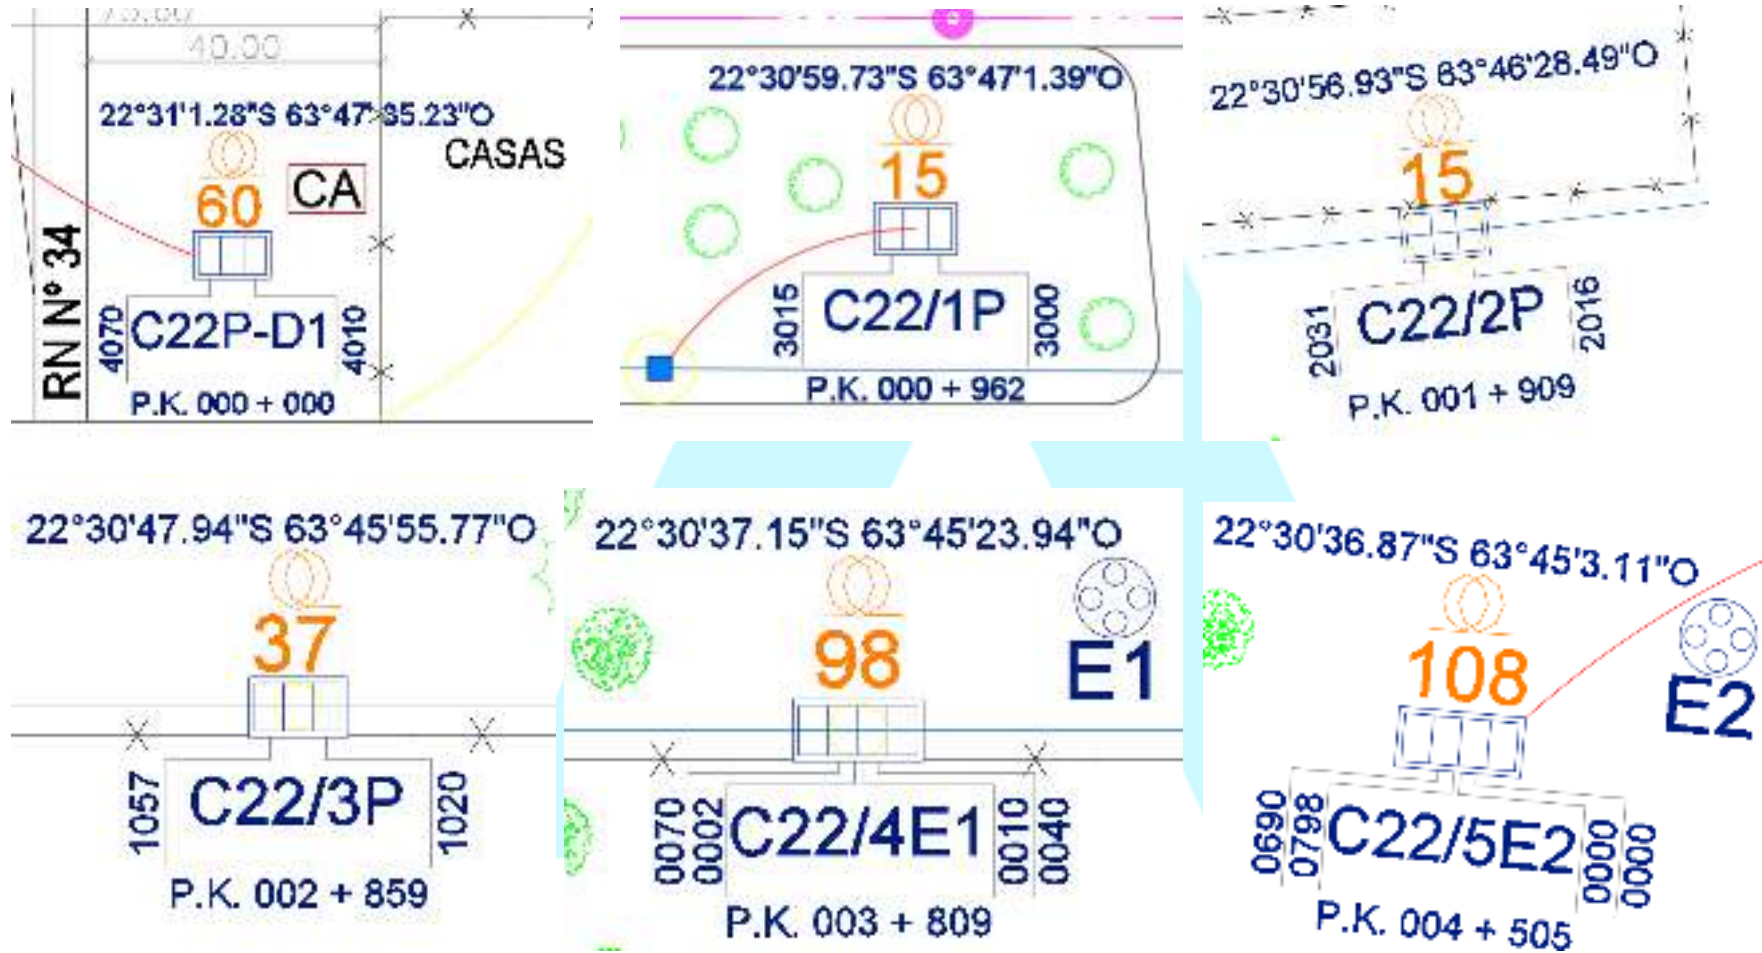 40.00
22°31'1.28"S 63°47'35.23"O
CASAS
60
CA
RN N° 34
4070
C22P-D1
4010
P.K. 000 + 000
22°30'59.73"S 63°47'1.39"O
15
3015
C22/1P
3000
P.K. 000 + 962
22°30'56.93"S 63°46'28.49"O
15
2031
C22/2P
2016
P.K. 001 + 909
22°30'47.94"S 63°45'55.77"O
37
1057
C22/3P
1020
P.K. 002 + 859
22°30'37.15"S 63°45'23.94"O
98
E1
0070
0002
C22/4E1
0010
0040
P.K. 003 + 809
22°30'36.87"S 63°45'3.11"O
108
E2
0690
0798
C22/5E2
0000
0000
P.K. 004 + 505